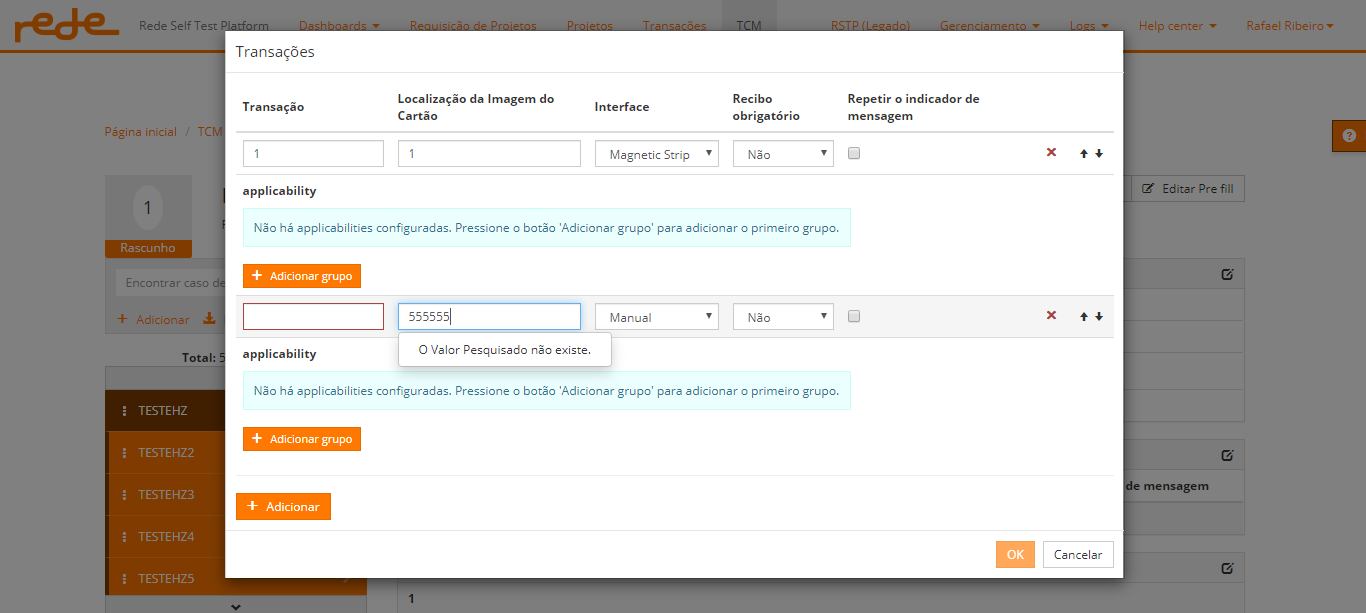 rede
Rede Self Test Platform Dashboards Requisição de Projetos Projetos Transações TCM RSTP (Legado) Gerenciamento Logs Help center Rafael Ribeiro
Transações
Transação
Localização da Imagem do
Cartão
Interface
Recibo
obrigatório
Repetir o indicador de
mensagem
Página inicial / TCM
1 1 Magnetic Strip Não
applicability
Editar Pre fill
1
Não há applicabilities configuradas. Pressione o botão 'Adicionar grupo' para adicionar o primeiro grupo.
Rascunho
Adicionar grupo
Encontrar caso de
555555 Manual Não
Adicionar
O Valor Pesquisado não existe.
applicability
Total: 5
Não há applicabilities configuradas. Pressione o botão 'Adicionar grupo' para adicionar o primeiro grupo.
TESTEHZ
Adicionar grupo
TESTEHZ2
de mensagem
TESTEHZ3
Adicionar
TESTEHZ4
OK Cancelar
TESTEHZ5
1